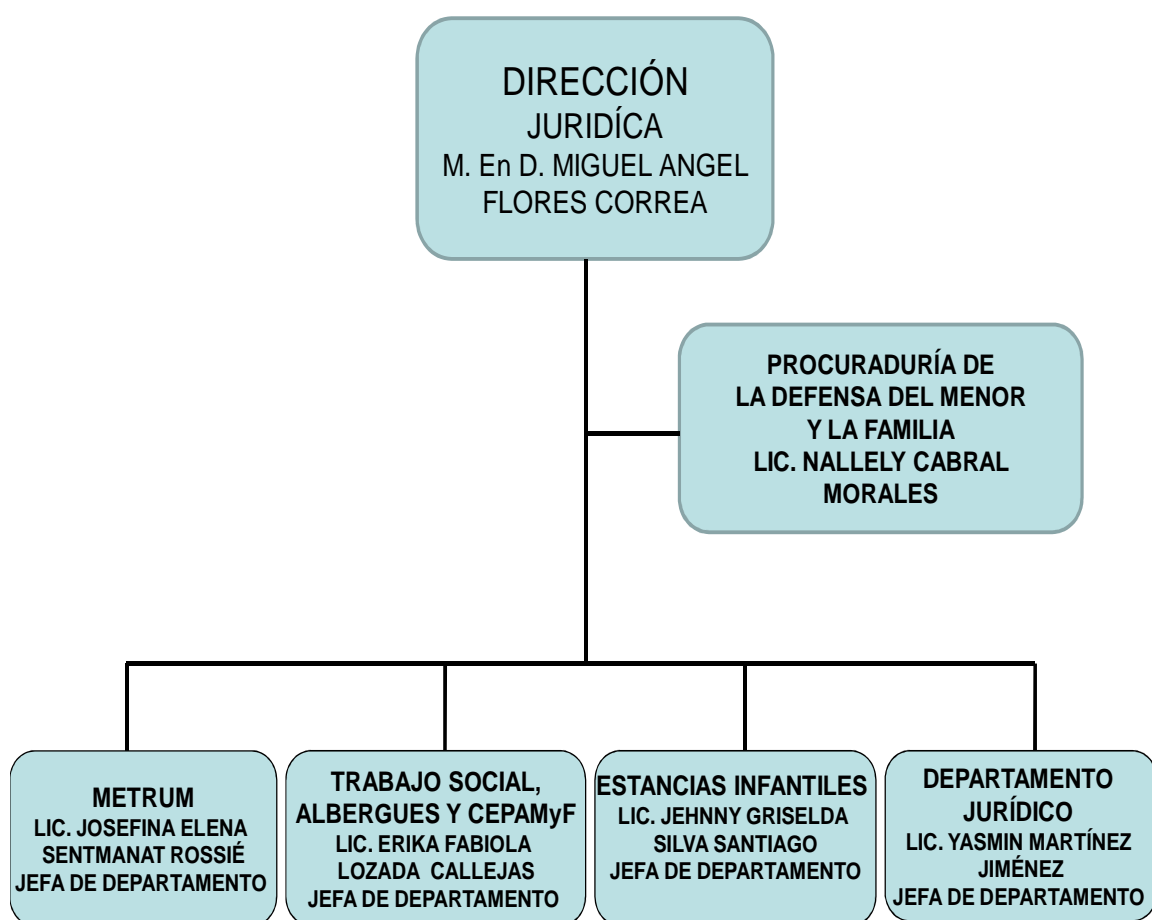 DIRECCIÓN
JURIDÍCA
M. En D. MIGUEL ANGEL
FLORES CORREA
PROCURADURÍA DE
LA DEFENSA DEL MENOR
Y LA FAMILIA
LIC. NALLELY CABRAL
MORALES
METRUM
LIC. JOSEFINA ELENA
SENTMANAT ROSSIÉ
JEFA DE DEPARTAMENTO
TRABAJO SOCIAL,
ALBERGUES Y CEPAMyF
LIC. ERIKA FABIOLA
LOZADA CALLEJAS
JEFA DE DEPARTAMENTO
ESTANCIAS INFANTILES
LIC. JEHNNY GRISELDA
SILVA SANTIAGO
JEFA DE DEPARTAMENTO
DEPARTAMENTO
JURÍDICO
LIC. YASMIN MARTÍNEZ
JIMÉNEZ
JEFA DE DEPARTAMENTO